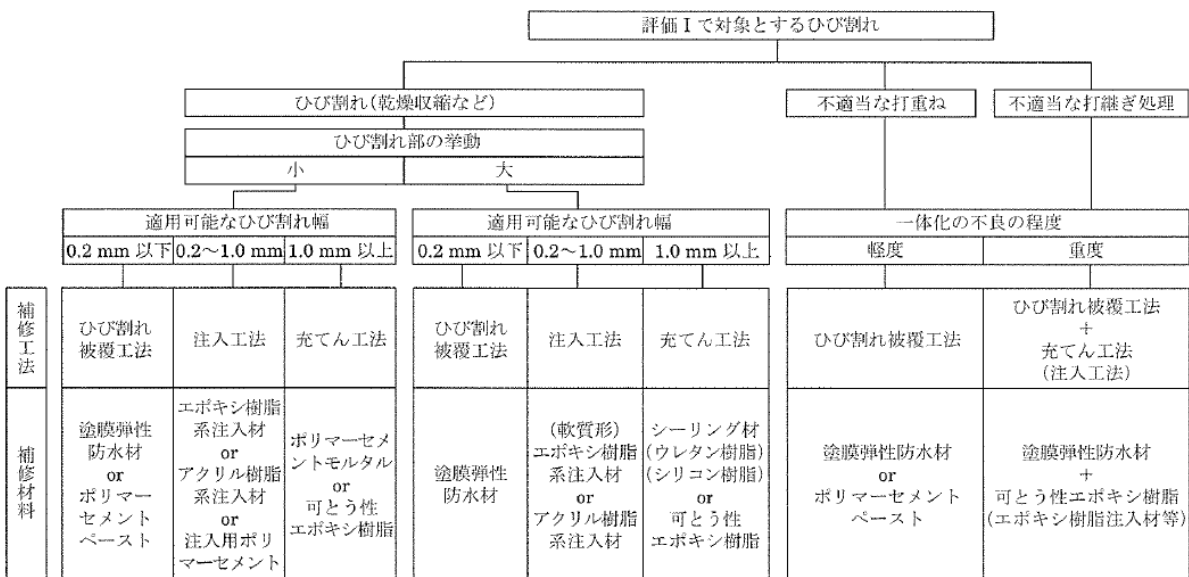 評価Ⅰで対象とするひび割れ
ひび割れ(乾燥収縮など)
不適当な打重ね
不適当な打継ぎ処理
ひび割れ部の挙動
小
大
適用可能なひび割れ幅
0.2 mm 以下
0.2〜1.0 mm
1.0 mm 以上
適用可能なひび割れ幅
0.2 mm 以下
0.2〜1.0 mm
1.0 mm 以上
一体化の不良の程度
軽度
重度
補修工法
ひび割れ
被覆工法
注入工法
充てん工法
ひび割れ
被覆工法
注入工法
充てん工法
ひび割れ被覆工法
ひび割れ被覆工法
+
充てん工法
(注入工法)
補修材料
塗膜弾性
防水材
or
ポリマー
セメント
ペースト
エポキシ樹脂
系注入材
or
アクリル樹脂
系注入材
or
注入用ポリ
マーセメント
ポリマーセメ
ントモルタル
or
可とう性
エポキシ樹脂
塗膜弾性
防水材
(軟質形)
エポキシ樹脂
系注入材
or
アクリル樹脂
系注入材
シーリング材
(ウレタン樹脂)
(シリコン樹脂)
or
可とう性
エポキシ樹脂
塗膜弾性防水材
or
ポリマーセメント
ペースト
塗膜弾性防水材
+
可とう性エポキシ樹脂
(エポキシ樹脂注入材等)